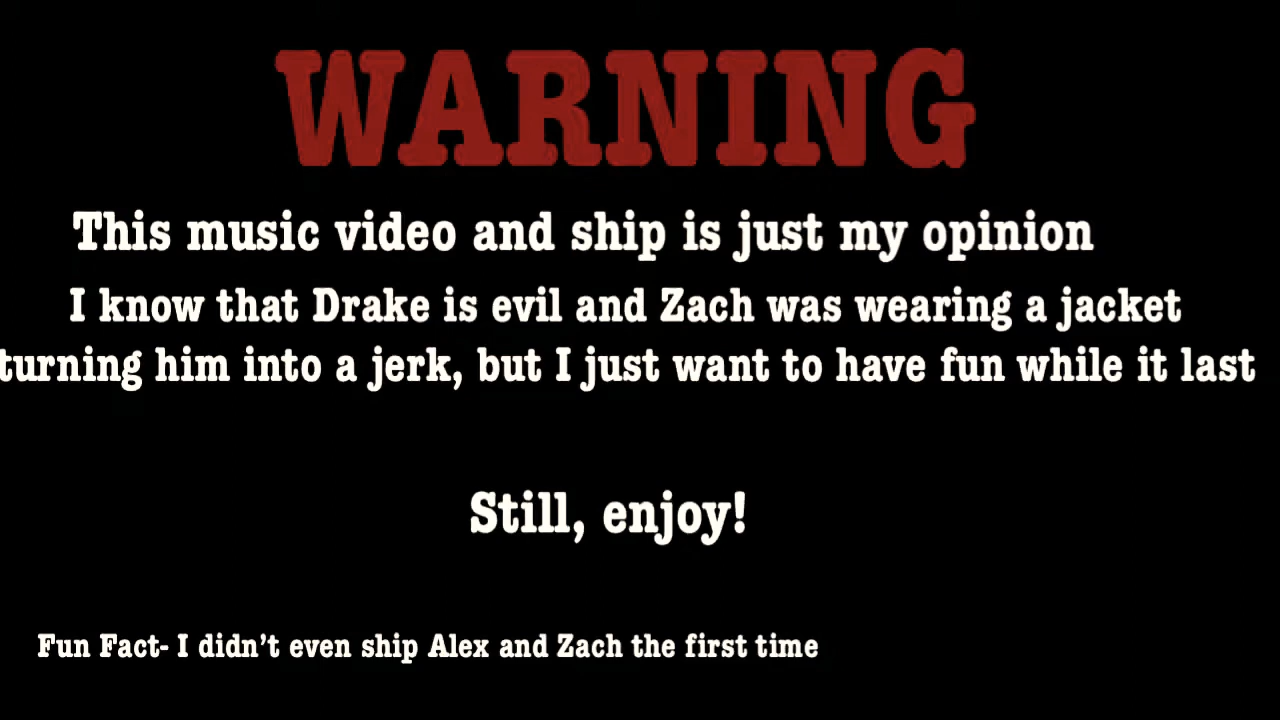 WARNING
This music video and ship is just my opinion
I know that Drake is evil and Zach was wearing a jacket
turning him into a jerk, but I just want to have fun while it last
Still, enjoy!
Fun Fact- I didn’t even ship Alex and Zach the first time